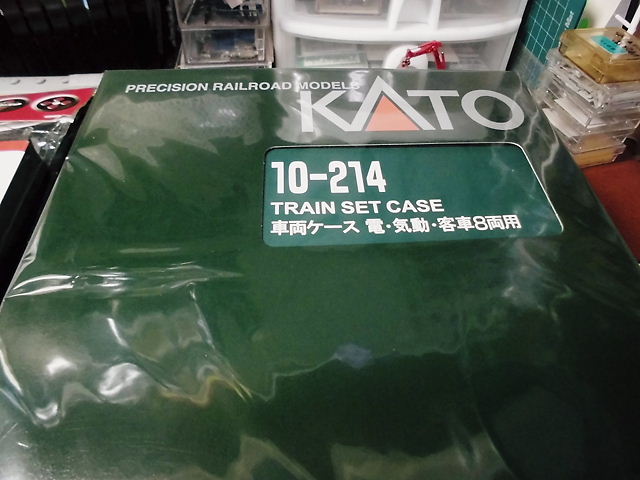 PRECISION RAILROAD MODELS
KATO
10-214
TRAIN SET CASE
車両ケース 電・気動・客車8両用